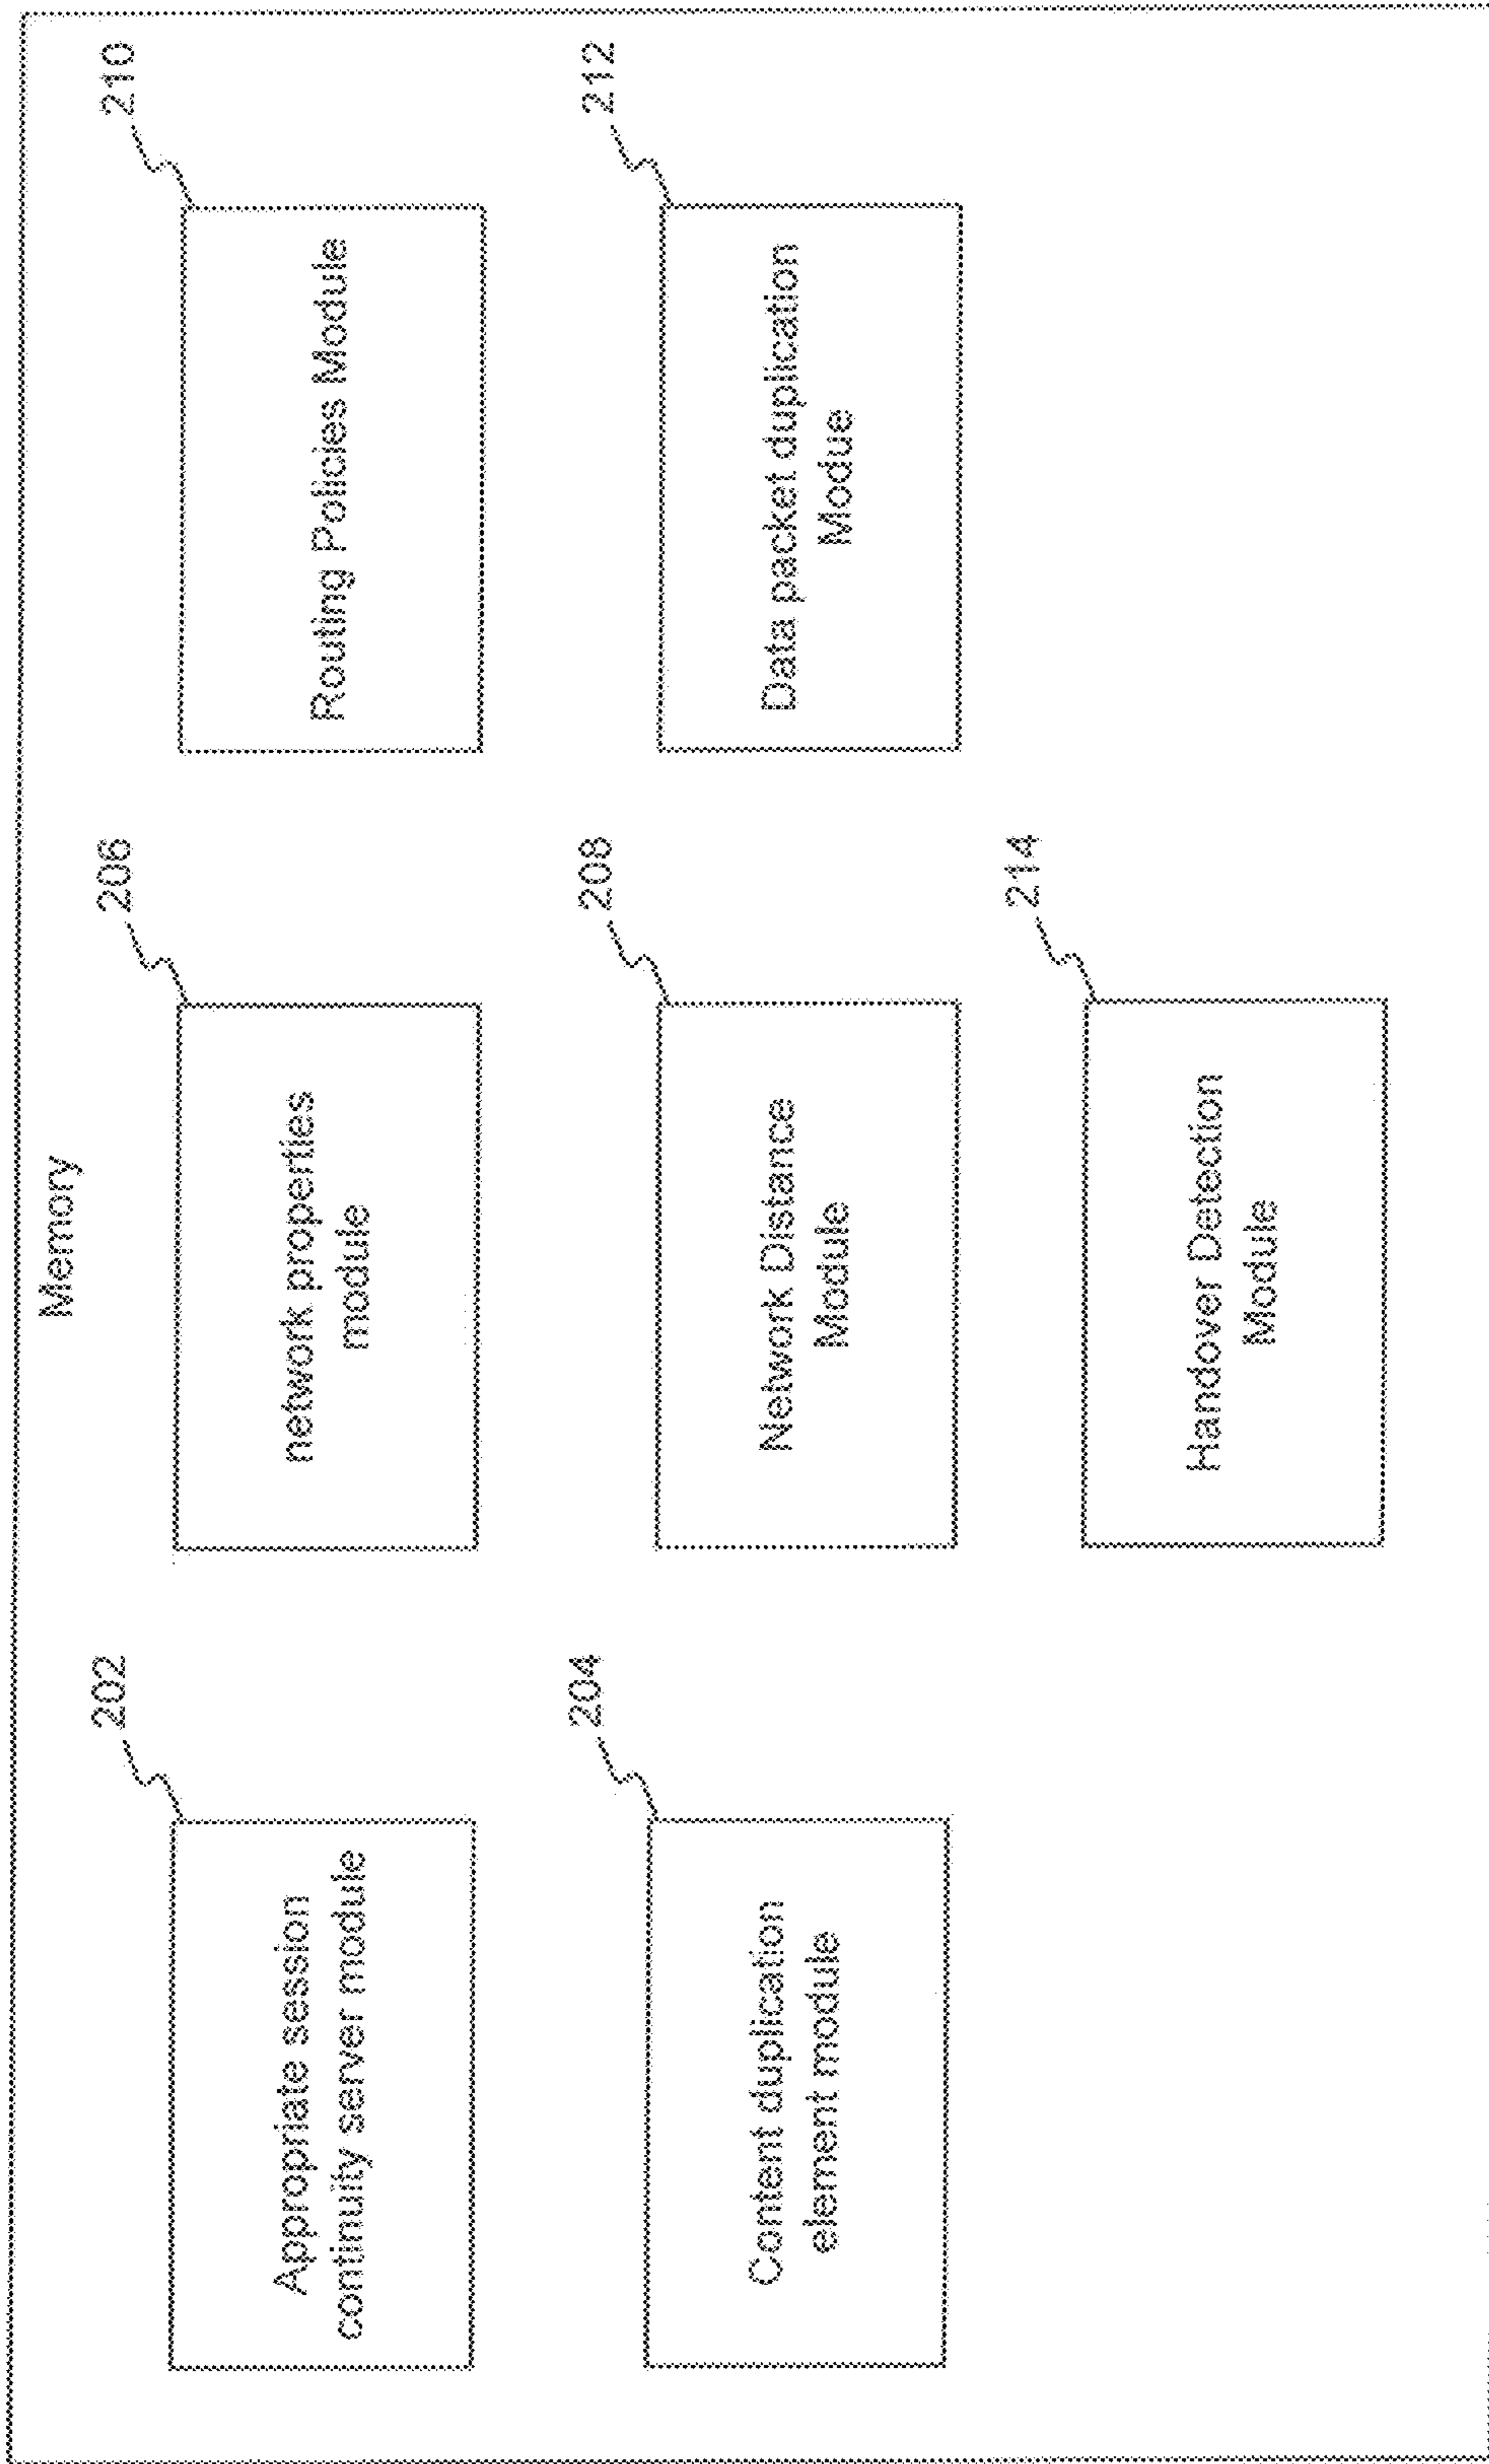 Memory
202
Appropriate session
continuity server module
206
network properties
module
210
Routing Policies Module
204
Content duplication
element module
208
Network Distance
Module
212
Data packet duplication
Modue
214
Handover Detection
Module